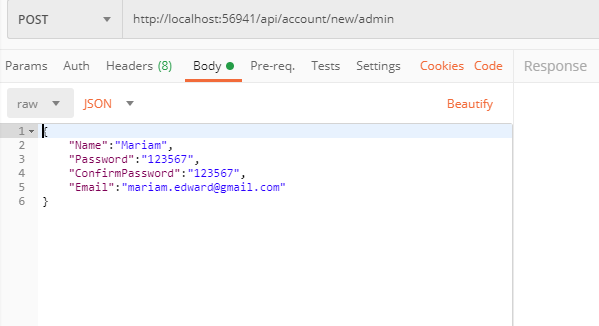 POST http://localhost:56941/api/account/new/admin
Params Auth Headers (8) Body Pre-req. Tests Settings Cookies Code Response
raw JSON Beautify
1 {
2 "Name":"Mariam",
3 "Password":"123567",
4 "ConfirmPassword":"123567",
5 "Email":"mariam.edward@gmail.com"
6 }